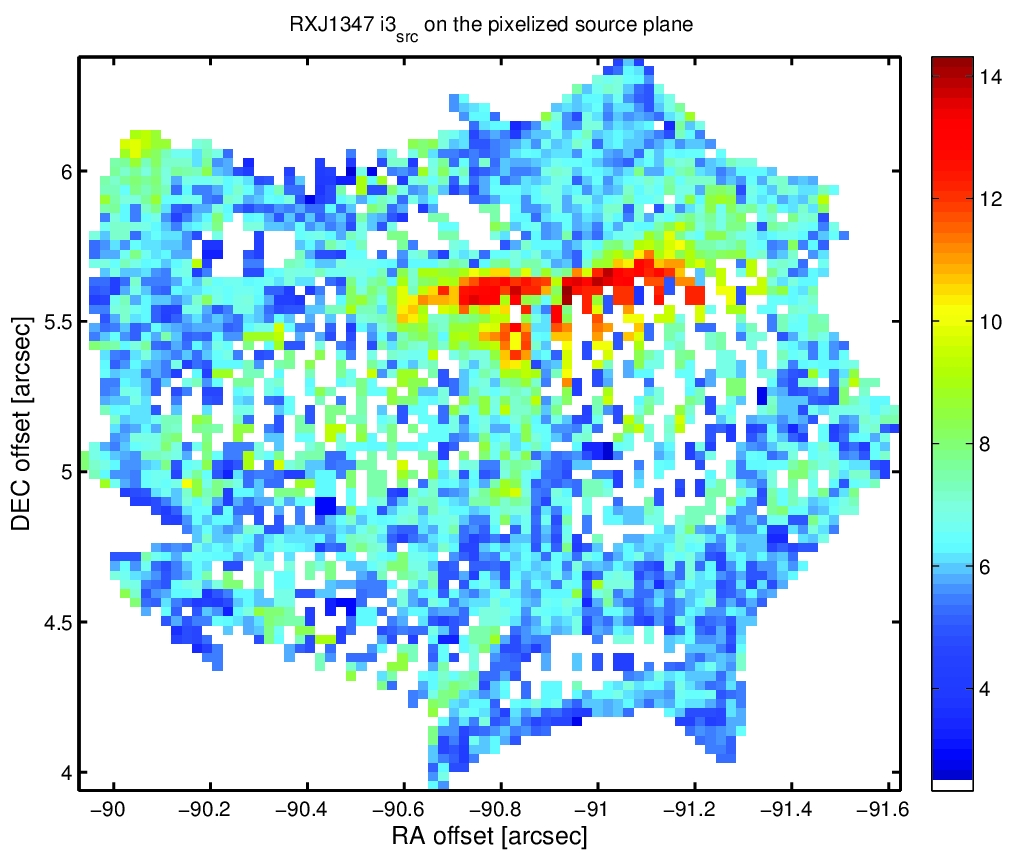 RXJ1347 i3src on the pixelized source plane
14
12
10
8
6
4
6
5.5
5
4.5
4
DEC offset [arcsec]
−90 −90.2 −90.4 −90.6 −90.8 −91 −91.2 −91.4 −91.6
RA offset [arcsec]